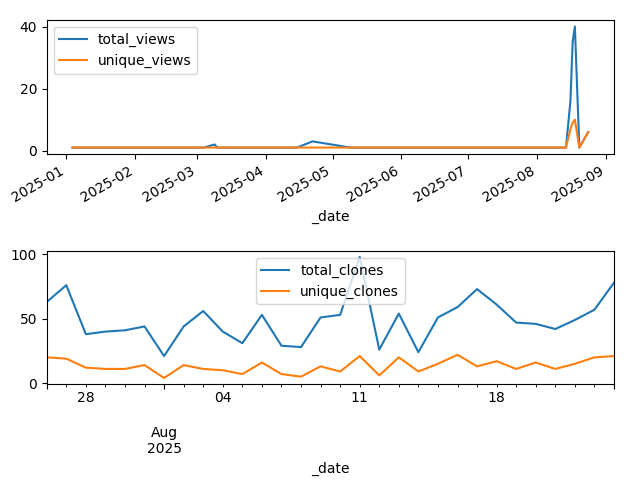 40
20
0
total_views
unique_views
2025-01
2025-02
2025-03
2025-04
2025-05
2025-06
2025-07
2025-08
2025-09
_date
100
50
0
total_clones
unique_clones
28
04
11
18
Aug
2025
_date